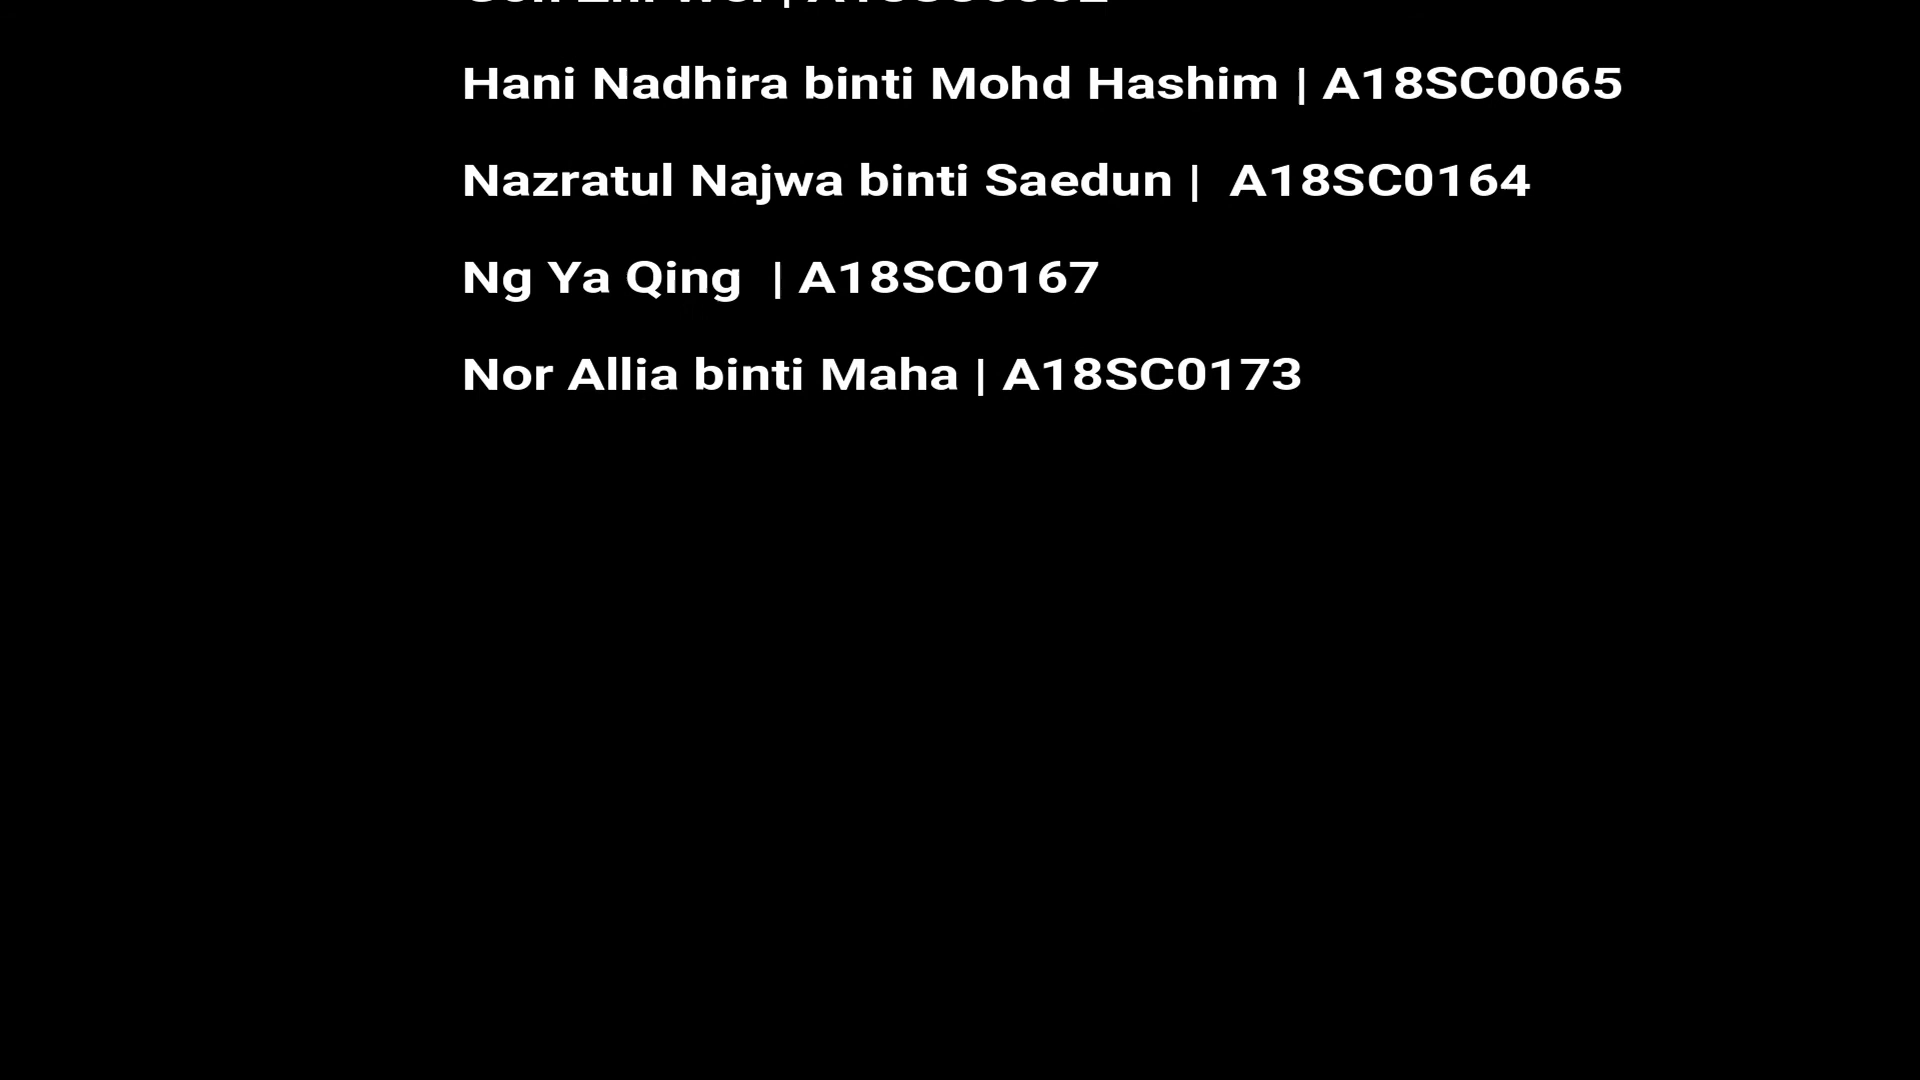 Hani Nadhira binti Mohd Hashim | A18SC0065
Nazratul Najwa binti Saedun |  A18SC0164
Ng Ya Qing  | A18SC0167
Nor Allia binti Maha | A18SC0173